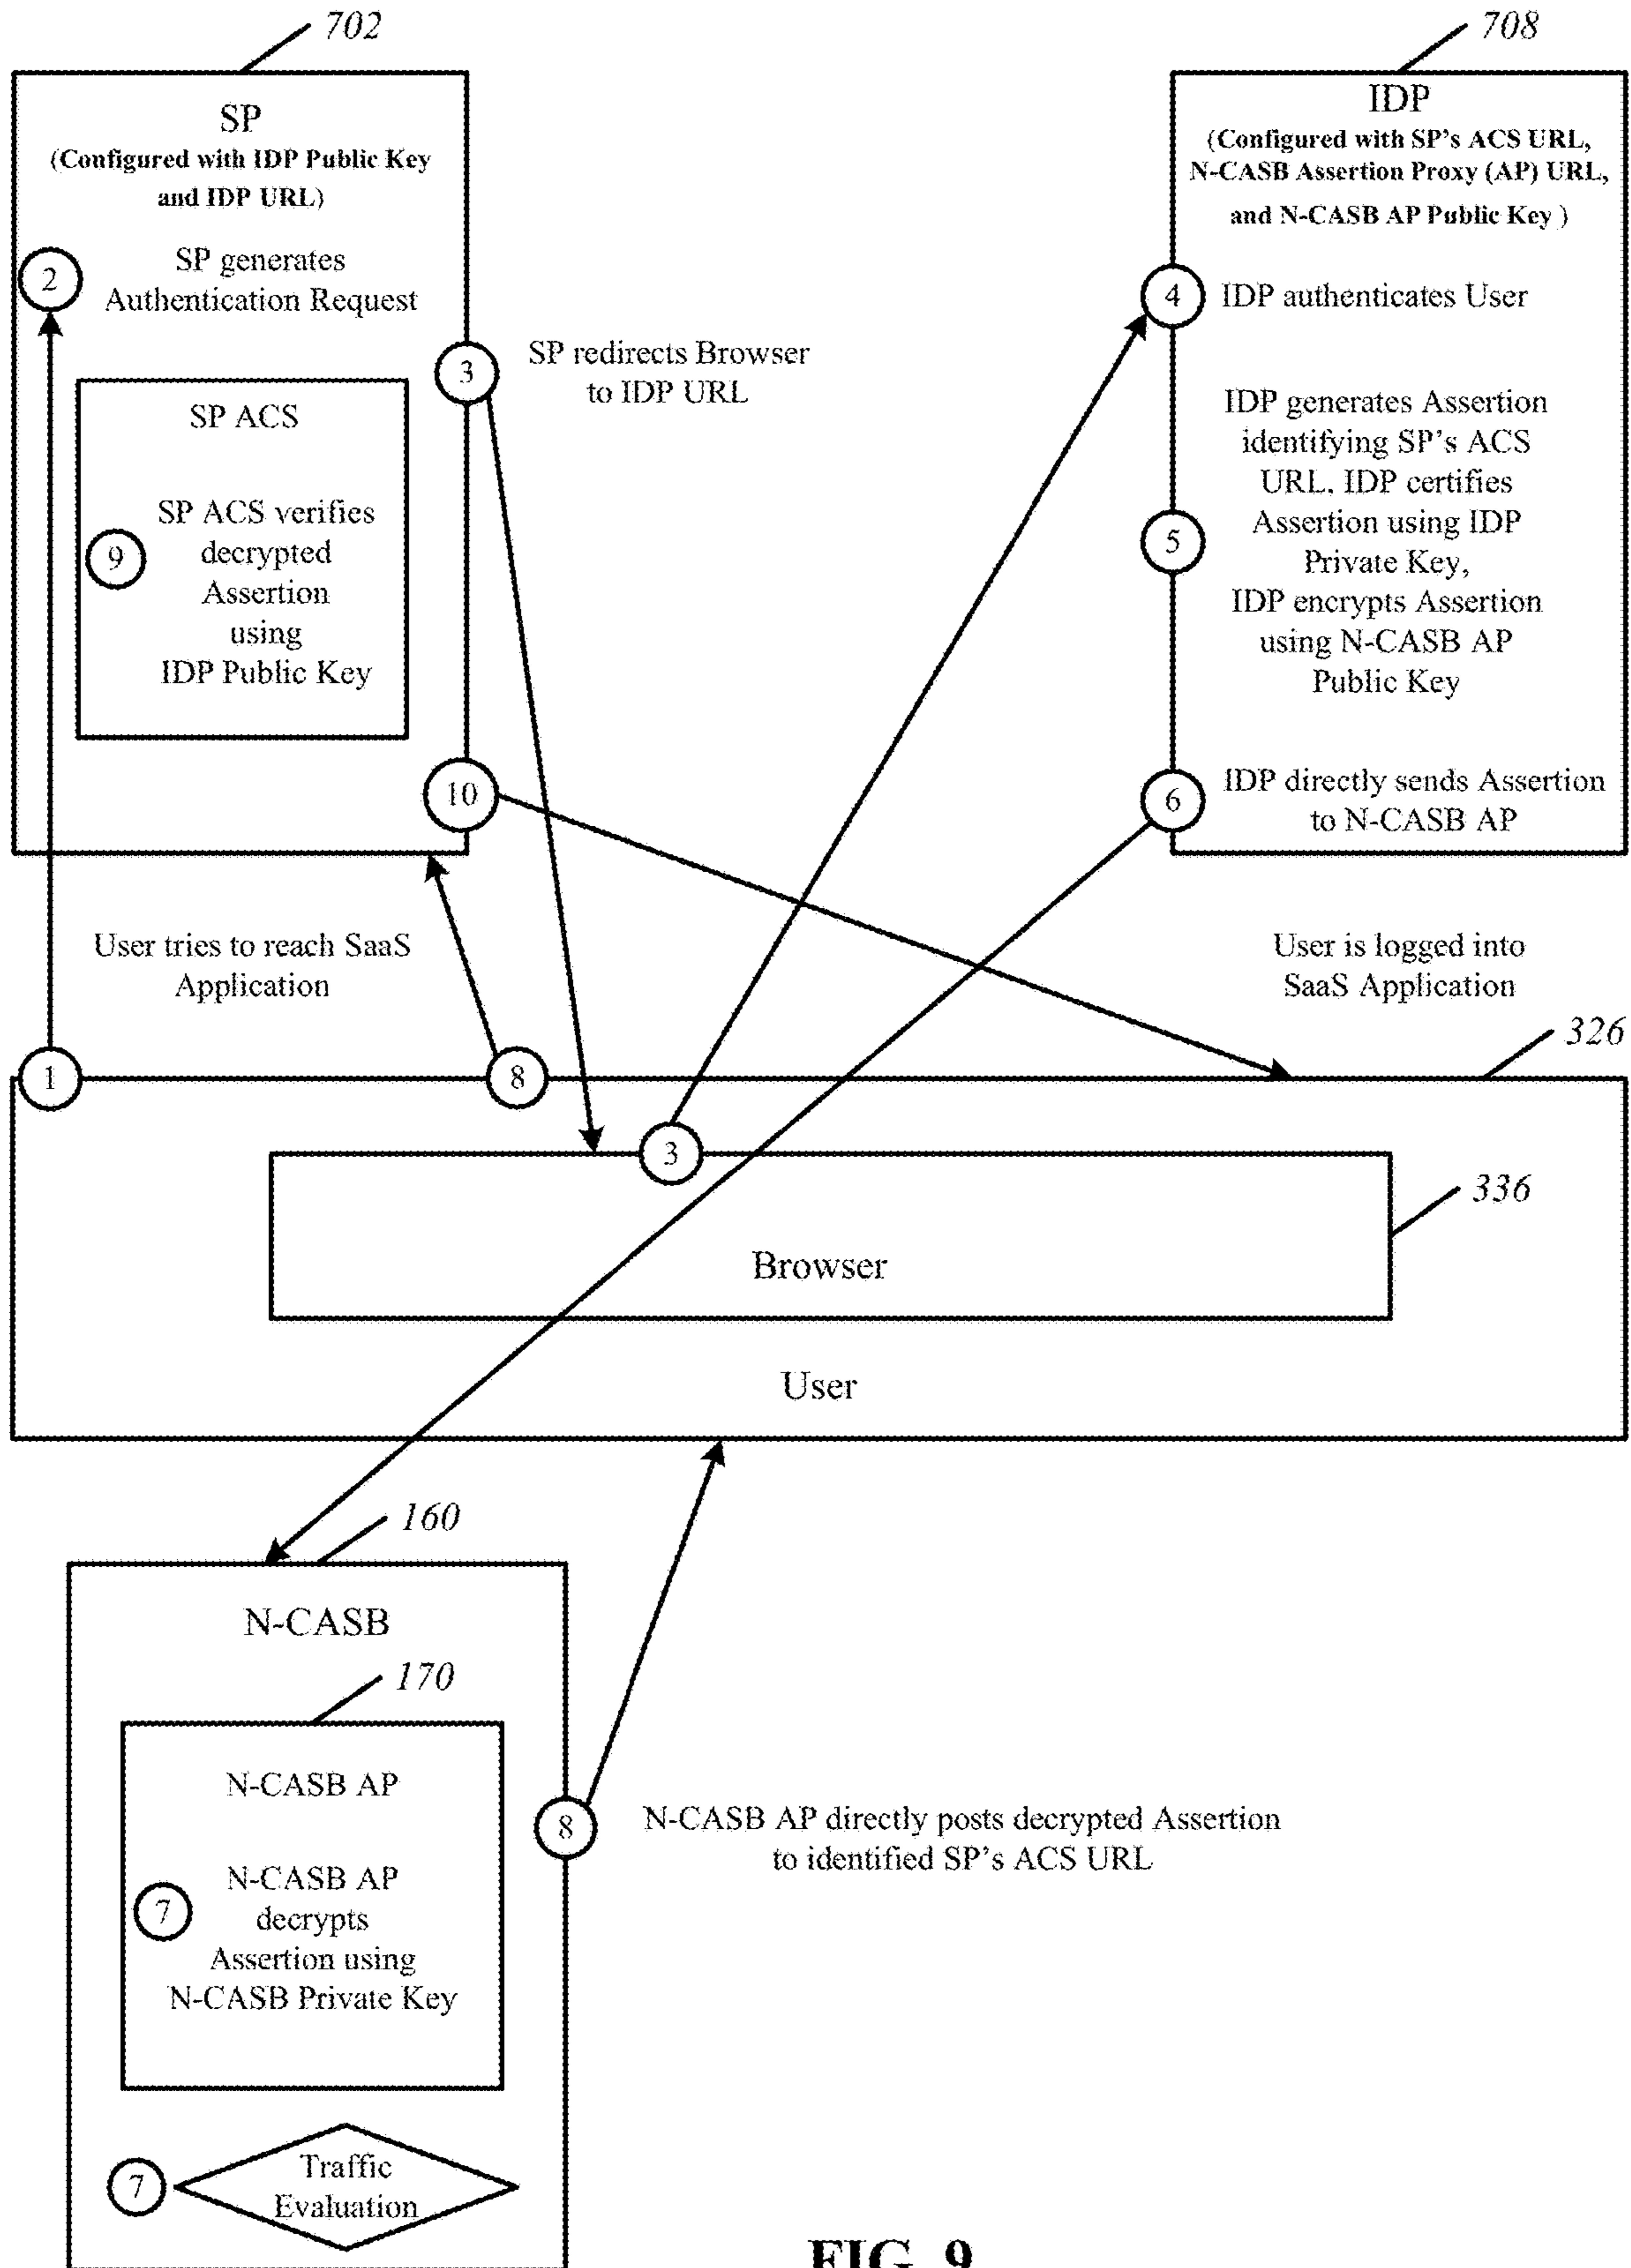 702
708
SP
(Configured with IDP Public Key
and IDP URL)
2
SP generates
Authentication Request
3
SP redirects Browser
to IDP URL
SP ACS
9
SP ACS verifies
decrypted
Assertion
using
IDP Public Key
10
IDP
(Configured with SP's ACS URL,
N-CASB Assertion Proxy (AP) URL,
and N-CASB AP Public Key )
4
IDP authenticates User
5
IDP generates Assertion
identifying SP's ACS
URL, IDP certifies
Assertion using IDP
Private Key,
IDP encrypts Assertion
using N-CASB AP
Public Key
6
IDP directly sends Assertion
to N-CASB AP
User tries to reach SaaS
Application
User is logged into
SaaS Application
326
1
8
3
336
Browser
User
160
N-CASB
170
N-CASB AP
7
N-CASB AP
decrypts
Assertion using
N-CASB Private Key
8
N-CASB AP directly posts decrypted Assertion
to identified SP's ACS URL
7
Traffic
Evaluation
FIG. 9